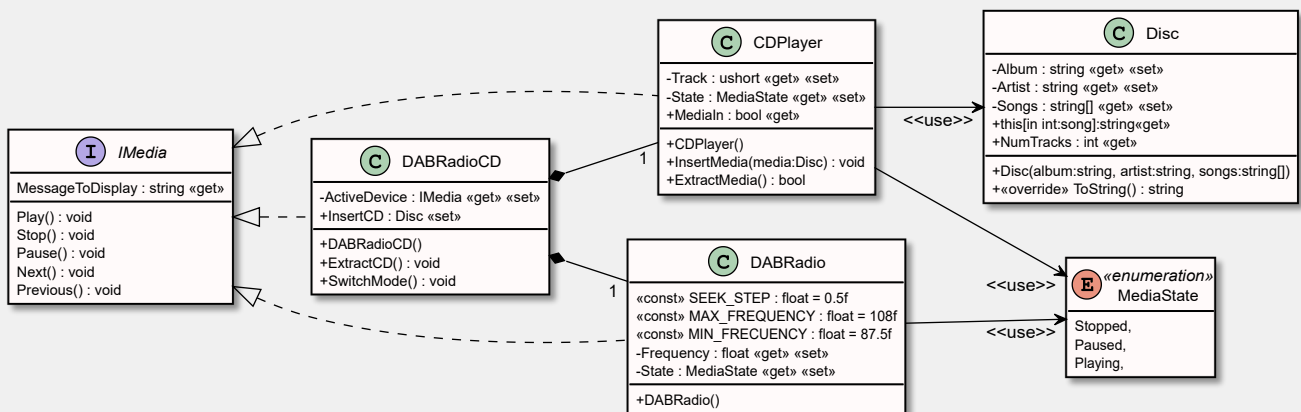 I IMedia
MessageToDisplay : string «get»
Play() : void
Stop() : void
Pause() : void
Next() : void
Previous() : void
C DABRadioCD
-ActiveDevice : IMedia «get» «set»
+InsertCD : Disc «set»
+DABRadioCD()
+ExtractCD() : void
+SwitchMode() : void
1
1
C CDPlayer
-Track : ushort «get» «set»
-State : MediaState «get» «set»
+MediaIn : bool «get»
+CDPlayer()
+InsertMedia(media:Disc) : void
+ExtractMedia() : bool
C DABRadio
«const» SEEK_STEP : float = 0.5f
«const» MAX_FREQUENCY : float = 108f
«const» MIN_FRECUENCY : float = 87.5f
-Frequency : float «get» «set»
-State : MediaState «get» «set»
+DABRadio()
<<use>>
<<use>>
<<use>>
C Disc
-Album : string «get» «set»
-Artist : string «get» «set»
-Songs : string[] «get» «set»
+this[in int:song]:string«get»
+NumTracks : int «get»
+Disc(album:string, artist:string, songs:string[])
+«override» ToString() : string
E «enumeration»
MediaState
Stopped,
Paused,
Playing,